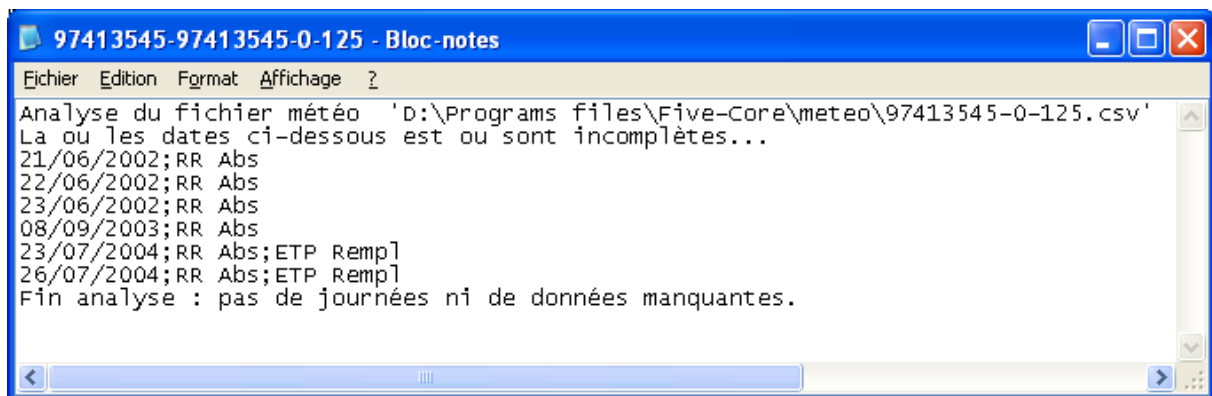 97413545-97413545-0-125 - Bloc-notes
Fichier Edition Format Affichage ?
Analyse du fichier météo 'D:\Programs files\Five-Core\meteo\97413545-0-125.csv'
La ou les dates ci-dessous est ou sont incomplètes...
21/06/2002;RR Abs
22/06/2002;RR Abs
23/06/2002;RR Abs
08/09/2003;RR Abs
23/07/2004;RR Abs;ETP Rempl
26/07/2004;RR Abs;ETP Rempl
Fin analyse : pas de journées ni de données manquantes.